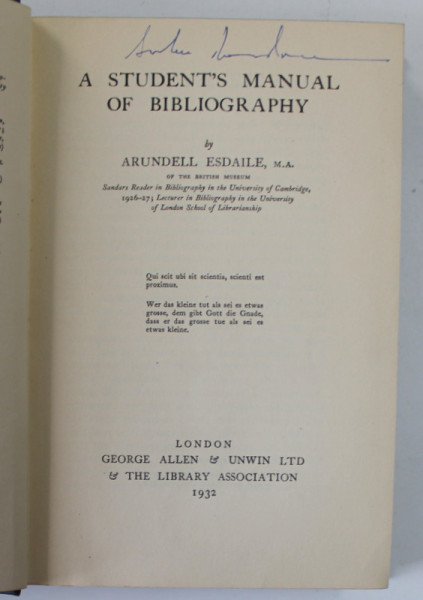 A STUDENT'S MANUAL
OF BIBLIOGRAPHY
by
ARUNDELL ESDAILE, M.A.
OF THE BRITISH MUSEUM
Sandars Reader in Bibliography in the University of Cambridge,
1926-27; Lecturer in Bibliography in the University
of London School of Librarianship
Qui scit ubi sit scientia, scienti est
proximus.
Wer das kleine tut als sei es etwas
grosse, dem gibt Gott die Gnade,
dass er das grosse tue als sei es
etwas kleine.
LONDON
GEORGE ALLEN & UNWIN LTD
& THE LIBRARY ASSOCIATION
1932